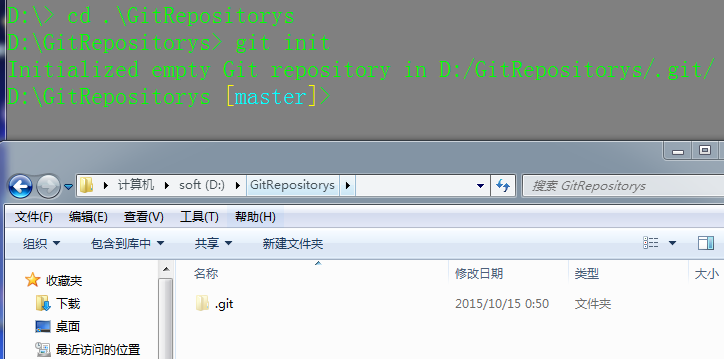 D:\> cd .\GitRepositorys
D:\GitRepositorys> git init
Initialized empty Git repository in D:/GitRepositorys/.git/
D:\GitRepositorys [master]>
计算机 soft (D:) GitRepositorys 搜索 GitRepositorys
文件(F) 编辑(E) 查看(V) 工具(T) 帮助(H)
组织 包含到库中 共享 新建文件夹
收藏夹
下载
桌面
最近访问的位置
名称 修改日期 类型 大小
.git 2015/10/15 0:50 文件夹